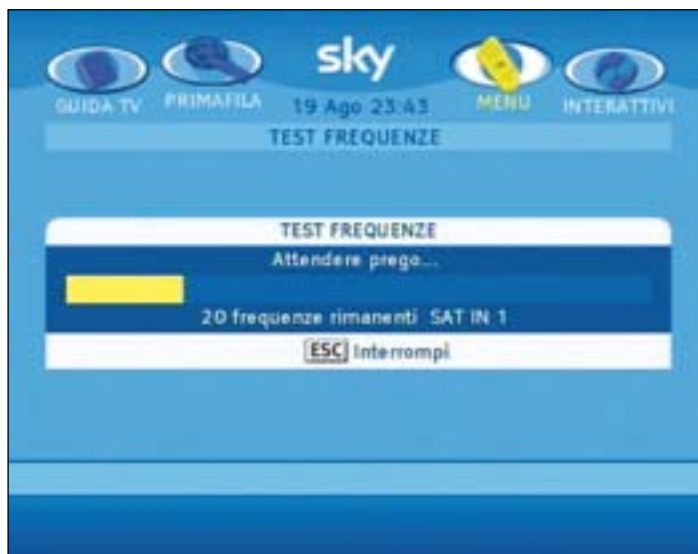 sky
GUIDA TV PRIMAFILA 19 Ago 23:43 MENU INTERATTIVI
TEST FREQUENZE
TEST FREQUENZE
Attendere prego...
20 frequenze rimanenti SAT IN 1
ESC Interrompi